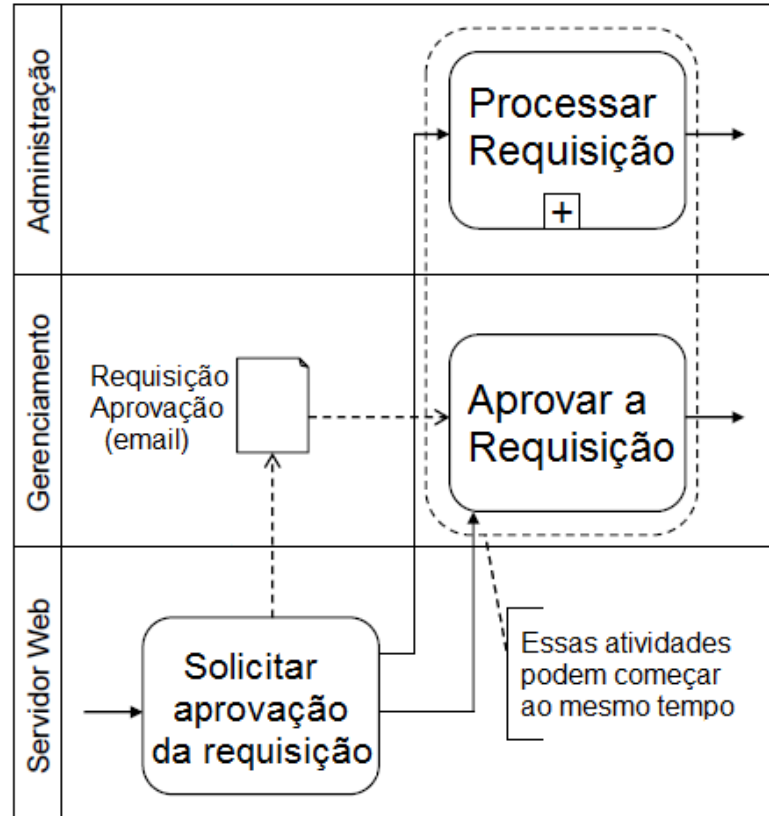 Administração
Processar
Requisição
+
Gerenciamento
Requisição
Aprovação
(email)
Aprovar a
Requisição
Servidor Web
Solicitar
aprovação
da requisição
Essas atividades
podem começar
ao mesmo tempo